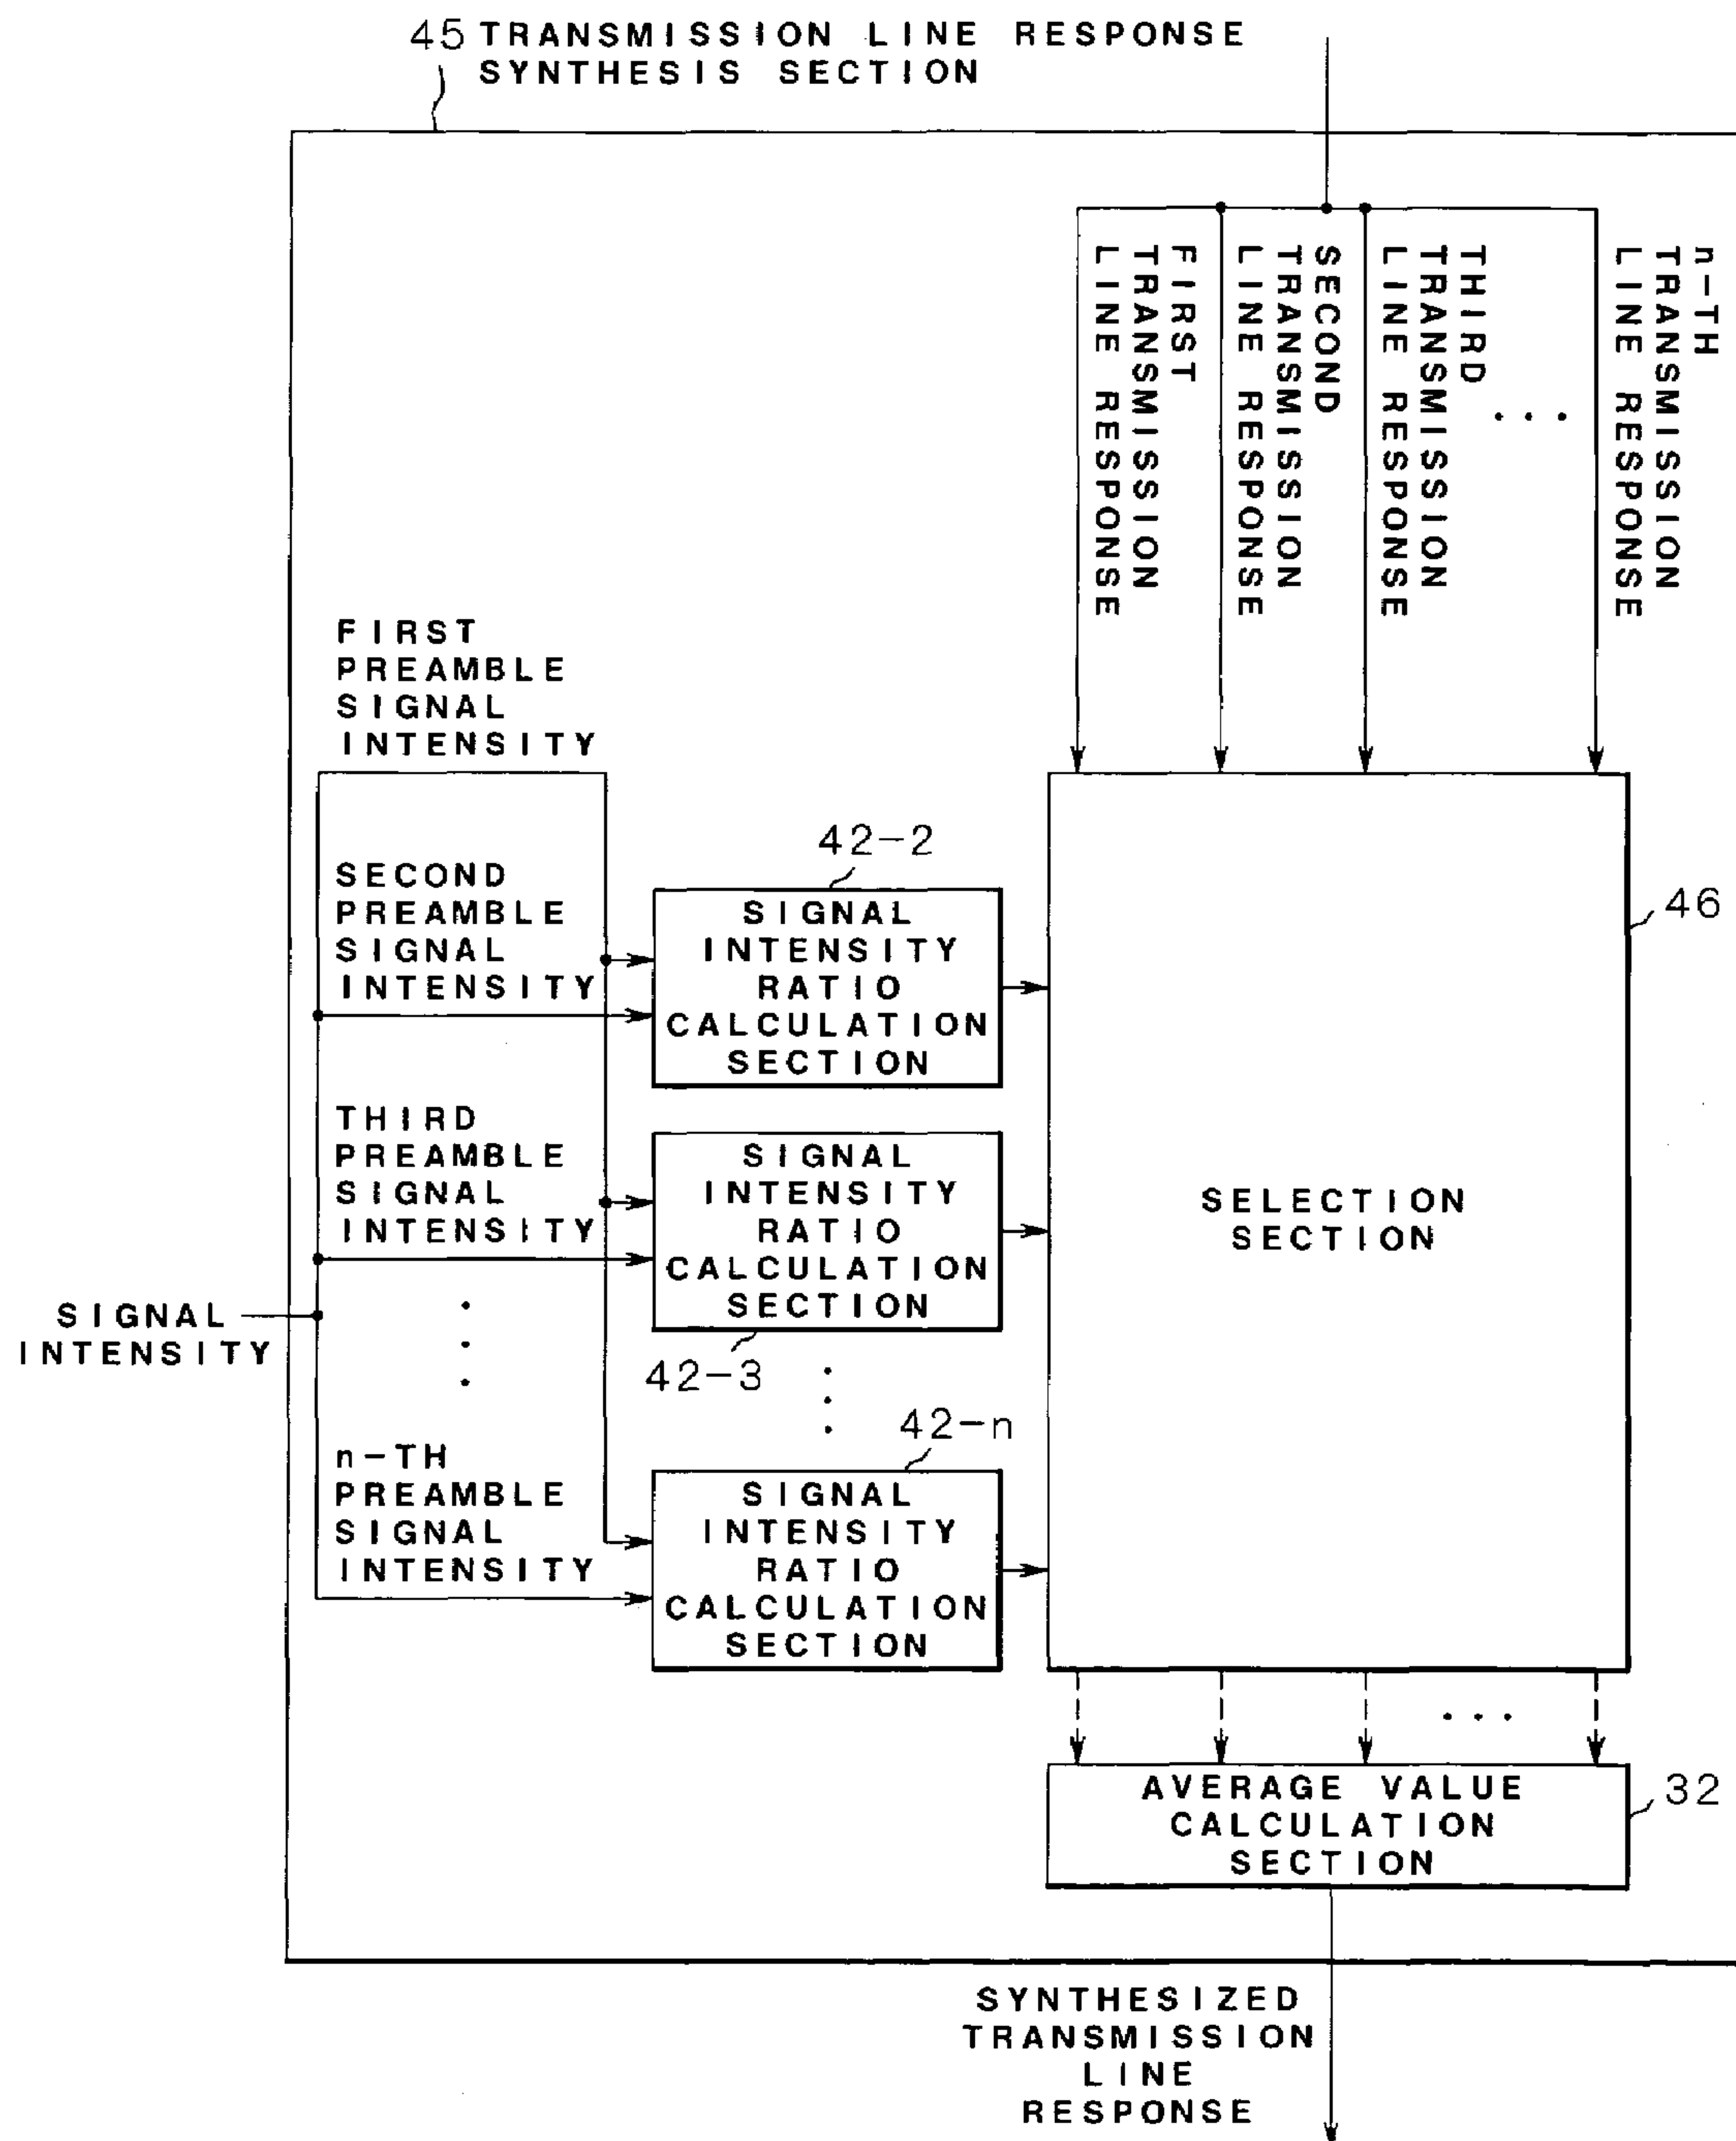 45 TRANSMISSION LINE RESPONSE
SYNTHESIS SECTION
FIRST
TRANSMISSION
LINE RESPONSE
SECOND
TRANSMISSION
LINE RESPONSE
THIRD
TRANSMISSION
LINE RESPONSE
...
n-TH
TRANSMISSION
LINE RESPONSE
FIRST
PREAMBLE
SIGNAL
INTENSITY
SECOND
PREAMBLE
SIGNAL
INTENSITY
42-2
SIGNAL
INTENSITY
RATIO
CALCULATION
SECTION
46
THIRD
PREAMBLE
SIGNAL
INTENSITY
SIGNAL
INTENSITY
RATIO
CALCULATION
SECTION
42-3
SELECTION
SECTION
SIGNAL
INTENSITY
n-TH
PREAMBLE
SIGNAL
INTENSITY
42-n
SIGNAL
INTENSITY
RATIO
CALCULATION
SECTION
...
AVERAGE VALUE
CALCULATION
SECTION
32
SYNTHESIZED
TRANSMISSION
LINE
RESPONSE